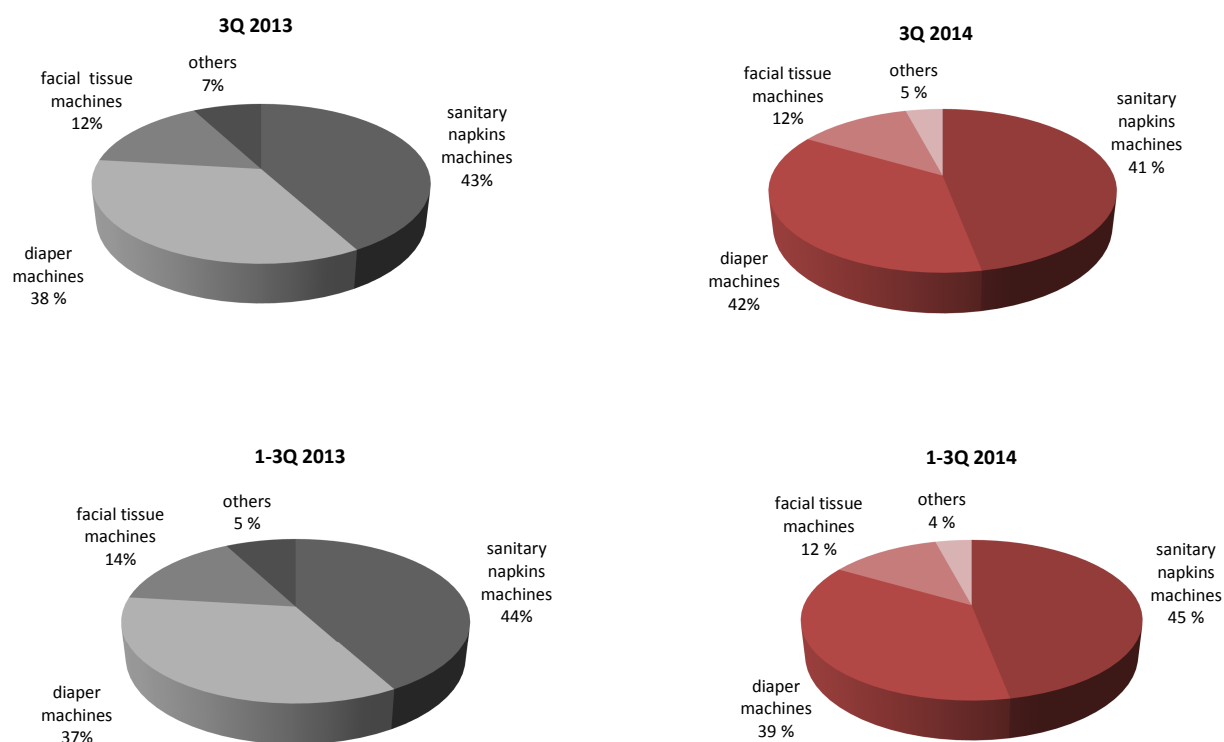 3Q 2013
others
7%
facial tissue
machines
12%
sanitary
napkins
machines
43%
diaper
machines
38 %
3Q 2014
others
5 %
facial tissue
machines
12%
sanitary
napkins
machines
41 %
diaper
machines
42%
1-3Q 2013
others
5 %
facial tissue
machines
14%
sanitary
napkins
machines
44%
diaper
machines
37%
1-3Q 2014
others
4 %
facial tissue
machines
12 %
sanitary
napkins
machines
45 %
diaper
machines
39 %